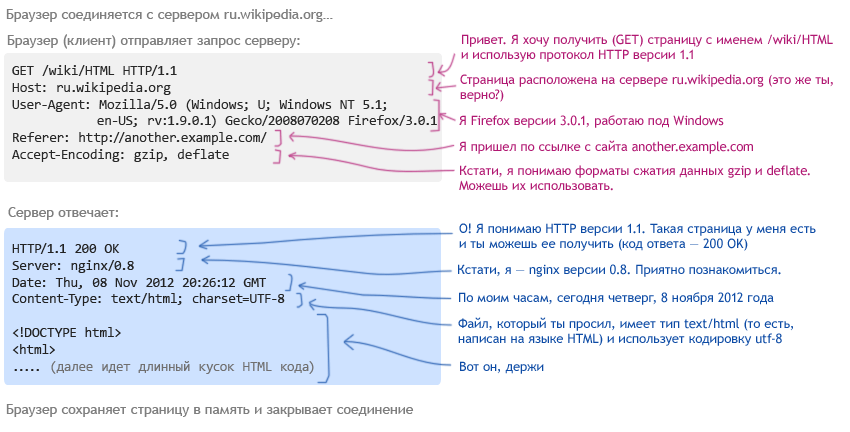 Браузер соединяется с сервером ru.wikipedia.org...
Браузер (клиент) отправляет запрос серверу:
GET /wiki/HTML HTTP/1.1
Host: ru.wikipedia.org
User-Agent: Mozilla/5.0 (Windows; U; Windows NT 5.1;
en-US; rv:1.9.0.1) Gecko/2008070208 Firefox/3.0.1
Referer: http://another.example.com/
Accept-Encoding: gzip, deflate
Привет. Я хочу получить (GET) страницу с именем /wiki/HTML
и использую протокол HTTP версии 1.1
Страница расположена на сервере ru.wikipedia.org (это же ты,
верно?)
Я Firefox версии 3.0.1, работаю под Windows
Я пришел по ссылке с сайта another.example.com
Кстати, я понимаю форматы сжатия данных gzip и deflate.
Можешь их использовать.
Сервер отвечает:
HTTP/1.1 200 OK
Server: nginx/0.8
Date: Thu, 08 Nov 2012 20:26:12 GMT
Content-Type: text/html; charset=UTF-8
<!DOCTYPE html>
<html>
..... (далее идет длинный кусок HTML кода)
О! Я понимаю HTTP версии 1.1. Такая страница у меня есть
и ты можешь ее получить (код ответа — 200 OK)
Кстати, я — nginx версии 0.8. Приятно познакомиться.
По моим часам, сегодня четверг, 8 ноября 2012 года
Файл, который ты просил, имеет тип text/html (то есть,
написан на языке HTML) и использует кодировку utf-8
Вот он, держи
Браузер сохраняет страницу в память и закрывает соединение